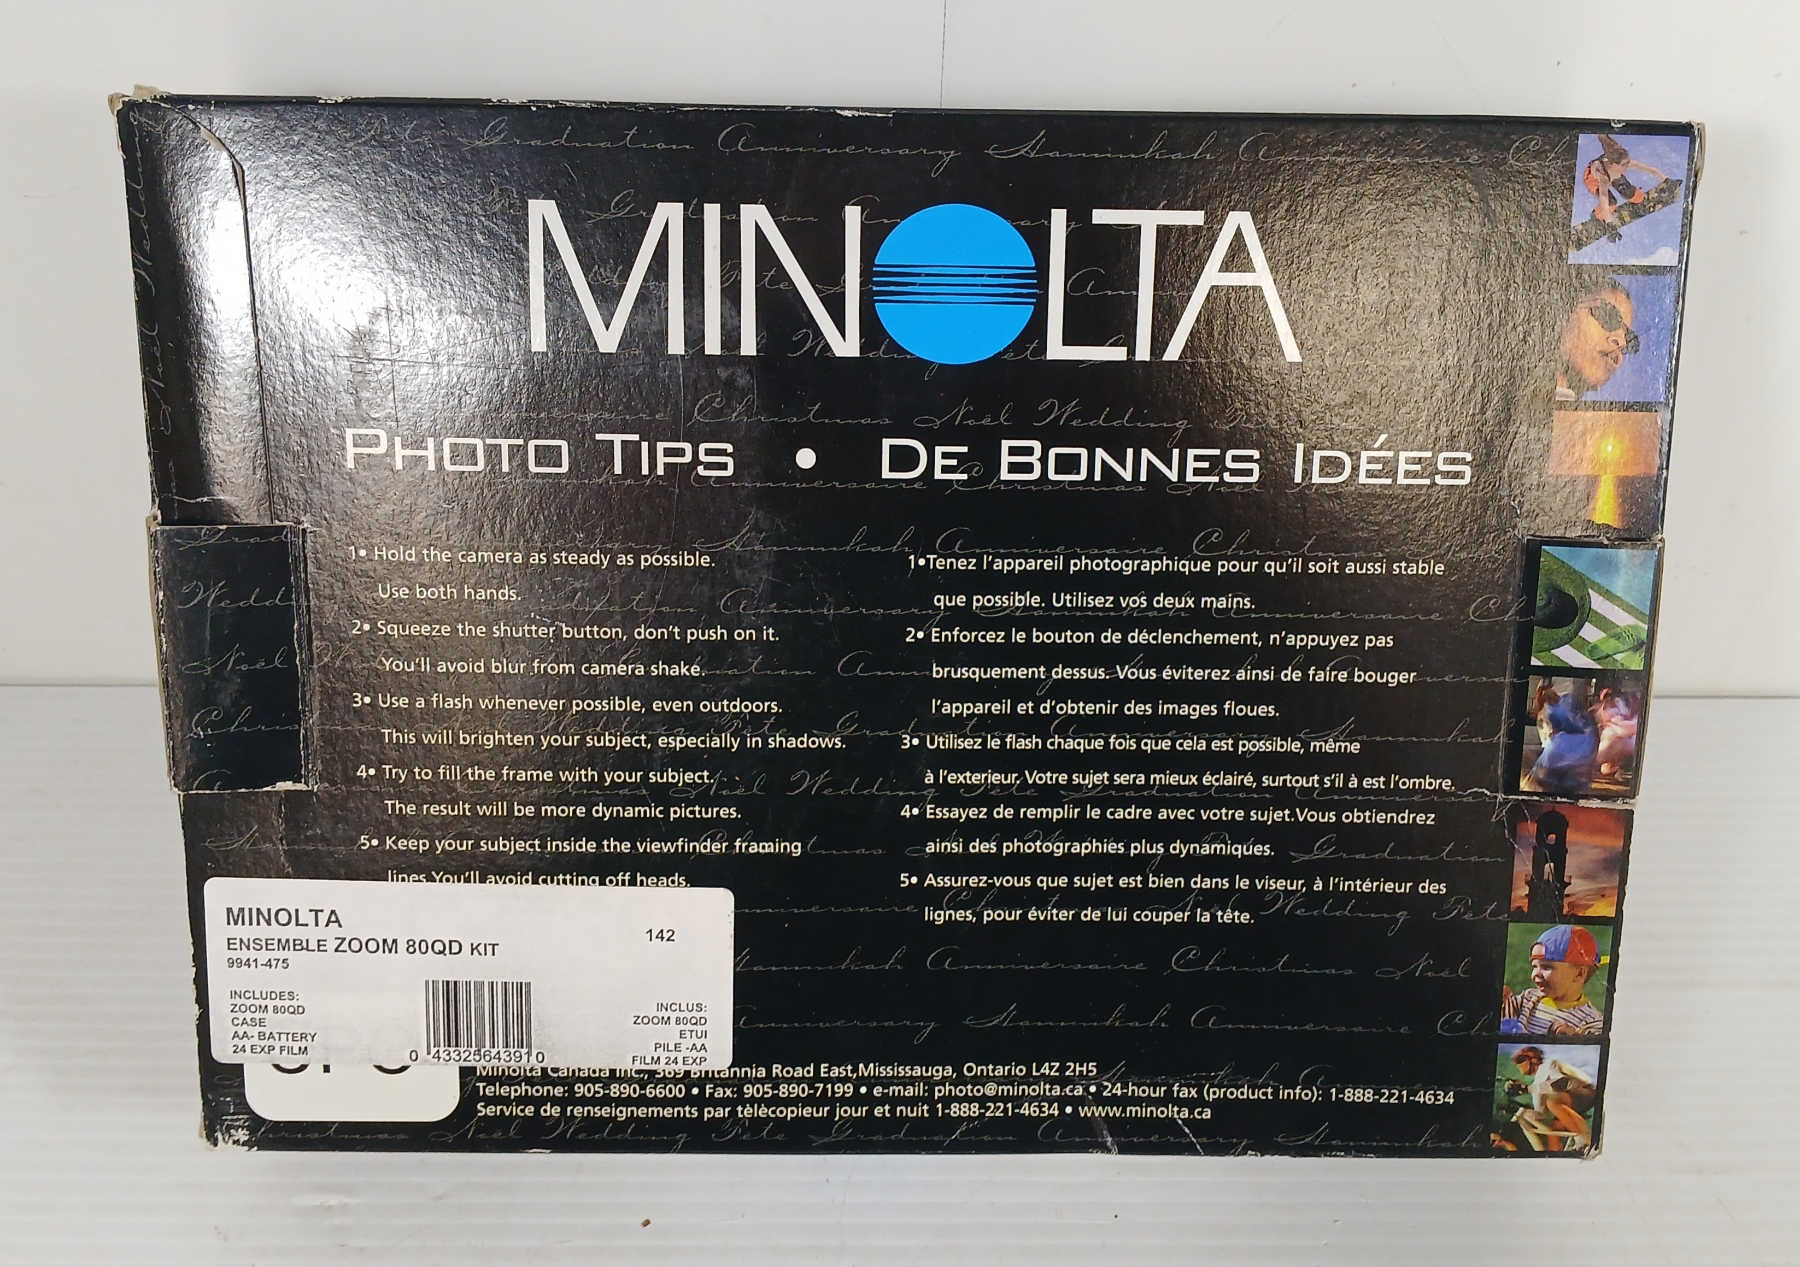 MINOLTA
PHOTO TIPS • DE BONNES IDÉES
1• Hold the camera as steady as possible.
Use both hands.
2• Squeeze the shutter button, don't push on it.
You'll avoid blur from camera shake.
3• Use a flash whenever possible, even outdoors.
This will brighten your subject, especially in shadows.
4• Try to fill the frame with your subject.
The result will be more dynamic pictures.
5• Keep your subject inside the viewfinder framing
lines. You'll avoid cutting off heads.
1•Tenez l'appareil photographique pour qu'il soit aussi stable
que possible. Utilisez vos deux mains.
2• Enforcez le bouton de déclenchement, n'appuyez pas
brusquement dessus. Vous éviterez ainsi de faire bouger
l'appareil et d'obtenir des images floues.
3• Utilisez le flash chaque fois que cela est possible, même
à l'exterieur. Votre sujet sera mieux éclairé, surtout s'il à est l'ombre.
4• Essayez de remplir le cadre avec votre sujet.Vous obtiendrez
ainsi des photographies plus dynamiques.
5• Assurez-vous que sujet est bien dans le viseur, à l'intérieur des
lignes, pour éviter de lui couper la tête.
MINOLTA
ENSEMBLE ZOOM 80QD KIT
142
9941-475
INCLUDES:
ZOOM 80QD
CASE
AA- BATTERY
24 EXP FILM
0 4332564391 0
INCLUS:
ZOOM 80QD
ETUI
PILE -AA
FILM 24 EXP
Minolta Canada Inc., 369 Britannia Road East,Mississauga, Ontario L4Z 2H5
Telephone: 905-890-6600 • Fax: 905-890-7199 • e-mail: photo@minolta.ca • 24-hour fax (product info): 1-888-221-4634
Service de renseignements par tèlècopieur jour et nuit 1-888-221-4634 • www.minolta.ca